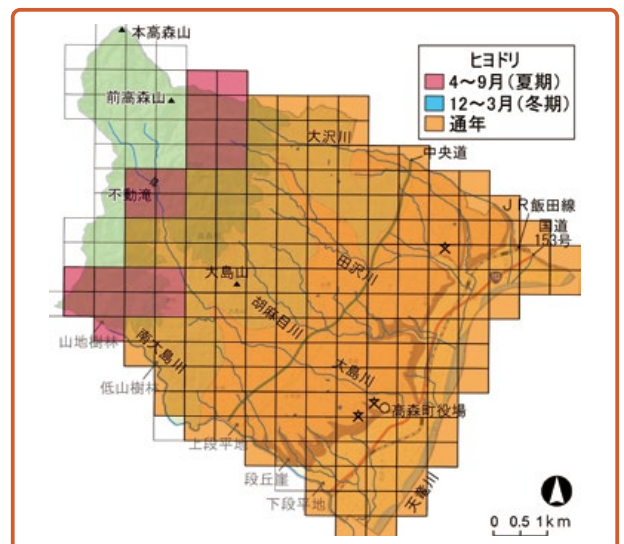 本高森山
ヒヨドリ
4～9月(夏期)
12～3月(冬期)
通年
前高森山
大沢川
中央道
不動滝
JR飯田線
国道
153号
田沢川
大島山
胡麻目川
山地樹林
南大島川
大島川
低山樹林
高森町役場
上段平地
段丘崖
下段平地
天竜川
0 0.5 1km